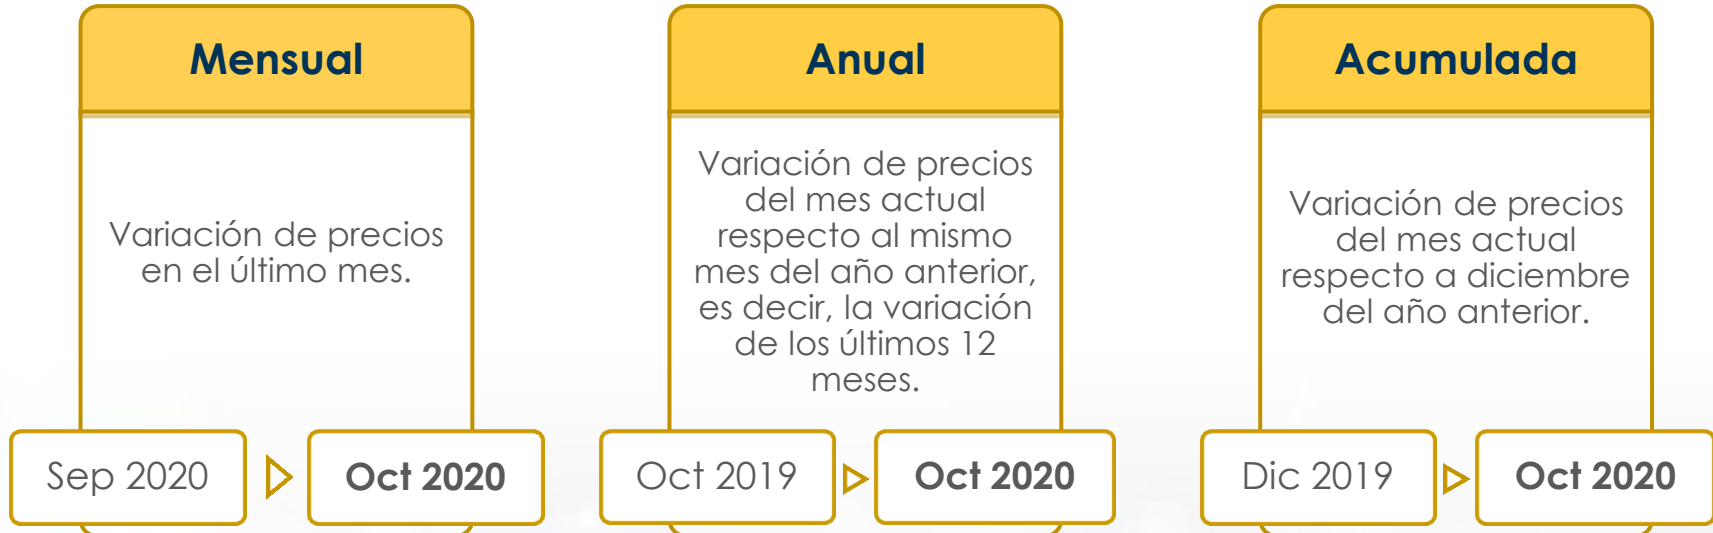 Mensual
Variación de precios
en el último mes.
Sep 2020
Oct 2020
Anual
Variación de precios
del mes actual
respecto al mismo
mes del año anterior,
es decir, la variación
de los últimos 12
meses.
Oct 2019
Oct 2020
Acumulada
Variación de precios
del mes actual
respecto a diciembre
del año anterior.
Dic 2019
Oct 2020